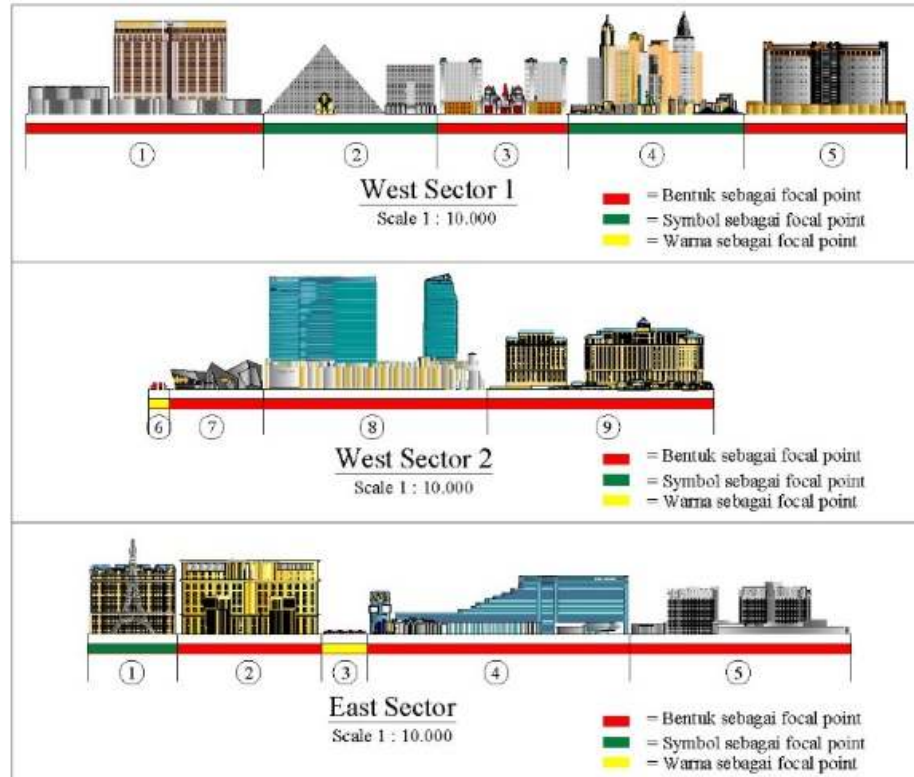 1 2 3 4 5
West Sector 1
Scale 1 : 10.000
= Bentuk sebagai focal point
= Symbol sebagai focal point
= Warna sebagai focal point
6 7 8 9
West Sector 2
Scale 1 : 10.000
= Bentuk sebagai focal point
= Symbol sebagai focal point
= Warna sebagai focal point
1 2 3 4 5
East Sector
Scale 1 : 10.000
= Bentuk sebagai focal point
= Symbol sebagai focal point
= Warna sebagai focal point